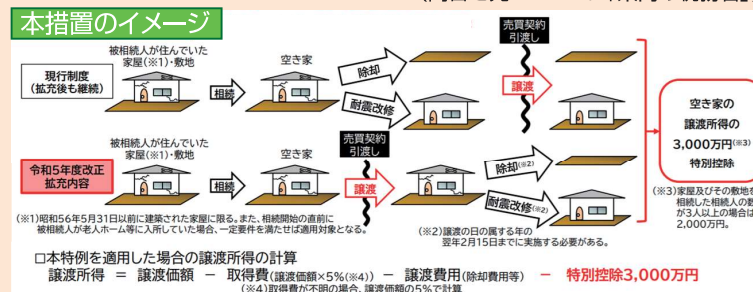 本措置のイメージ
現行制度
(拡充後も継続)
被相続人が住んでいた
家屋(※1)・敷地
相続
空き家
除却
耐震改修
売買契約
引渡し
譲渡
令和5年度改正
拡充内容
被相続人が住んでいた
家屋(※1)・敷地
相続
空き家
売買契約
引渡し
譲渡
除却(※2)
耐震改修(※2)
空き家の
譲渡所得の
3,000万円(※3)
特別控除
(※1)昭和56年5月31日以前に建築された家屋に限る。また、相続開始の直前に
被相続人が老人ホーム等に入所していた場合、一定要件を満たせば適用対象となる。
(※2)譲渡の日の属する年の
翌年2月15日までに実施する必要がある。
(※3)家屋及びその敷地を
相続した相続人の数
が3人以上の場合は
2,000万円。
□本特例を適用した場合の譲渡所得の計算
譲渡所得 = 譲渡価額 − 取得費(譲渡価額×5%(※4)) − 譲渡費用(除却費用等) − 特別控除3,000万円
(※4)取得費が不明の場合、譲渡価額の5%で計算